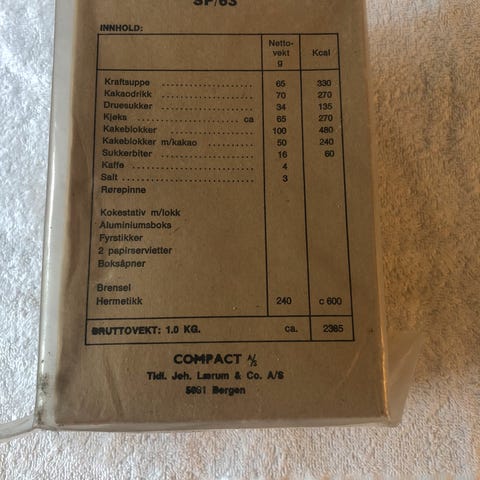 SP/63
INNHOLD:
Netto-
vekt
g
Kcal
Kraftsuppe .......................... 65 330
Kakaodrikk .......................... 70 270
Druesukker .......................... 34 135
Kjeks .......................... ca 65 270
Kakeblokker .......................... 100 480
Kakeblokker m/kakao .............. 50 240
Sukkerbiter .......................... 16 60
Kaffe .......................... 4
Salt .......................... 3
Rørepinne
Kokestativ m/lokk
Aluminiumsboks
Fyrstikker
2 papirservietter
Boksåpner
Brensel
Hermetikk 240 c 600
BRUTTOVEKT: 1.0 KG. ca. 2385
COMPACT A/S
Tidl. Joh. Lærum & Co. A/S
5031 Bergen